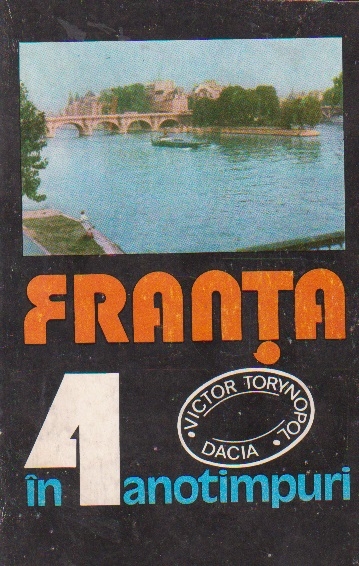 FRANȚA
în 4 anotimpuri
VICTOR TORYNOPOL
DACIA